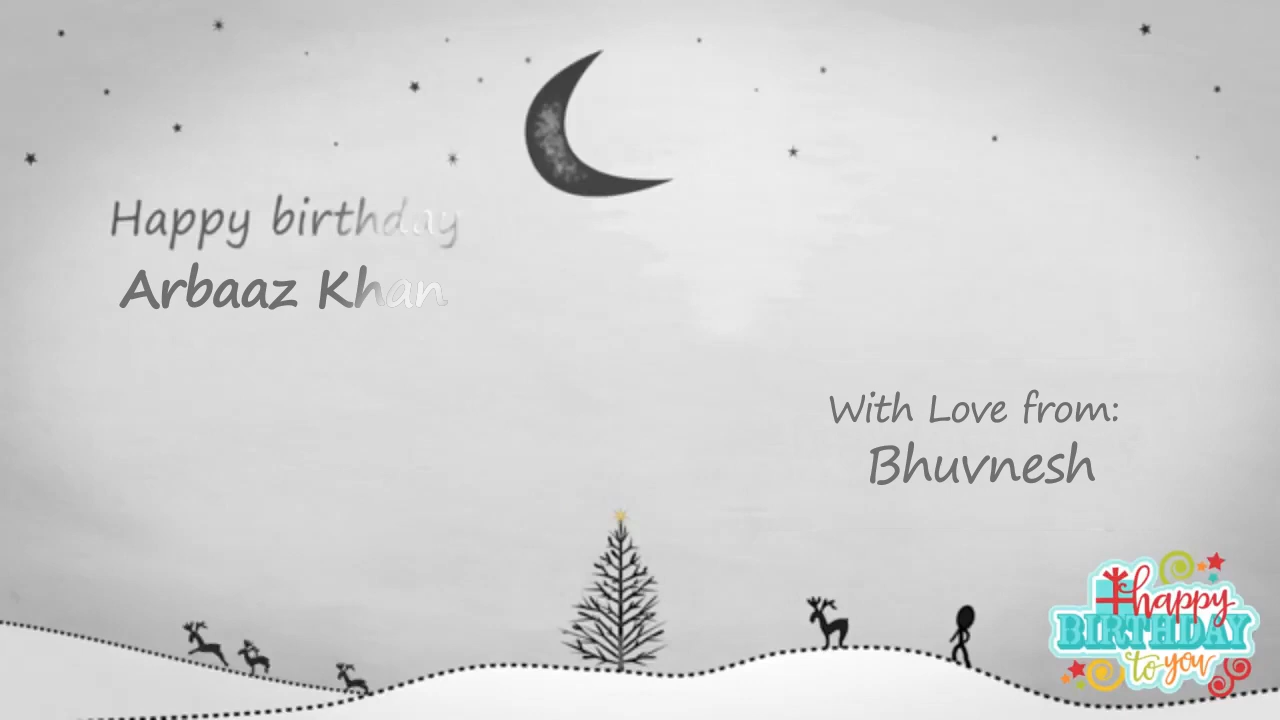 Happy birthday
Arbaaz Khan
With Love from:
Bhuvnesh
happy
BIRTHDAY
to you